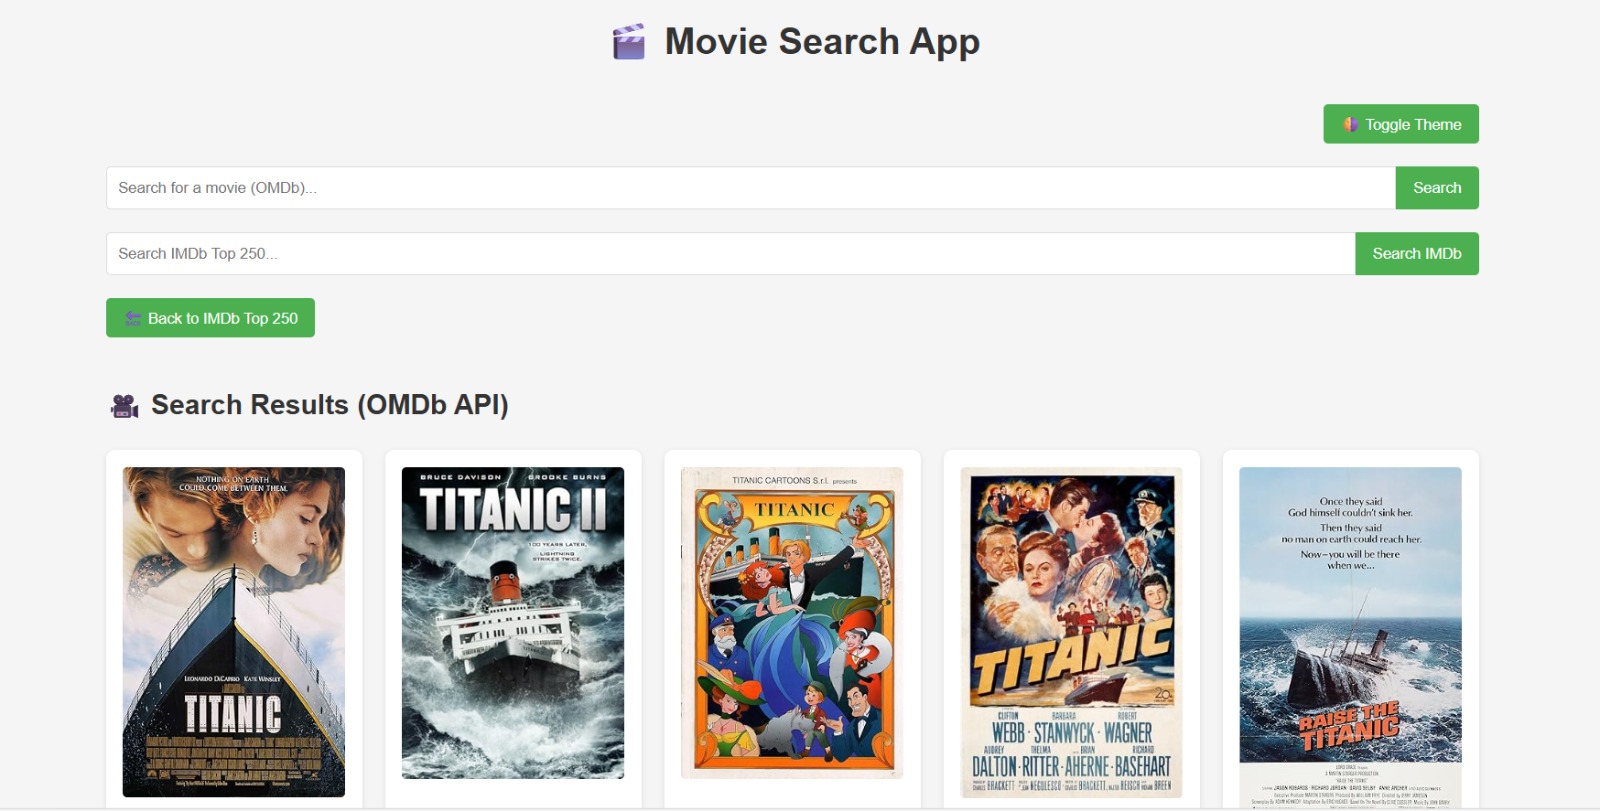 Movie Search App
Toggle Theme
Search for a movie (OMDb)...
Search
Search IMDb Top 250...
Search IMDb
Back to IMDb Top 250
Search Results (OMDb API)
NOTHING ON EARTH
COULD COME BETWEEN THEM.
LEONARDO DICAPRIO KATE WINSLET
TITANIC
BRUCE DAVISON BROOKE BURNS
TITANIC II
100 YEARS LATER,
LIGHTNING
STRIKES TWICE.
TITANIC CARTOONS S.r.l. presents
TITANIC
TITANIC
CLIFTON BARBARA ROBERT
WEBB · STANWYCK · WAGNER
AUDREY THELMA BRIAN RICHARD
DALTON · RITTER · AHERNE · BASEHART
Once they said
God himself couldn't sink her.
Then they said
no man on earth could reach her.
Now—you will be there
when we...
RAISE THE
TITANIC